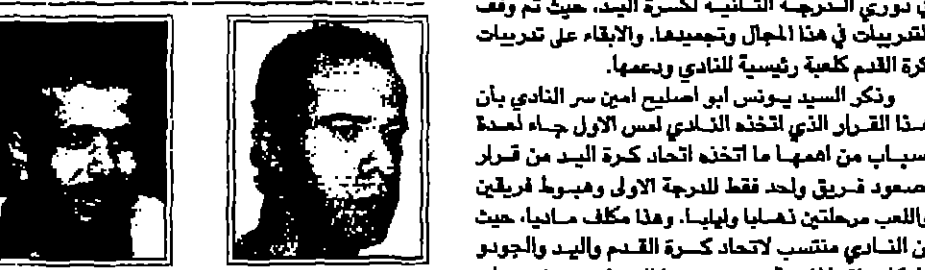 في دوري الدرجة الثانية لكسرة اليد، حيث تم وقف
التدريبات في هذا المجال وتجميدها. والابقاء على تدريبات
كرة القدم كلعبة رئيسية للنادي ودعمها.
وذكر السيد يونس ابو اصليح امين سر النادي بأن
هذا القرار الذي اتخذه النادي امس الاول جاء لعدة
اسباب من اهمها ما اتخذه اتحاد كرة اليد من قرار
صعود فريق واحد فقط للدرجة الاولى وهبوط فريقين
واللعب مرحلتين ذهابا وايابا. وهذا مكلف ماديا، حيث
ان النادي منتسب لاتحاد كرة القدم واليد والجودو